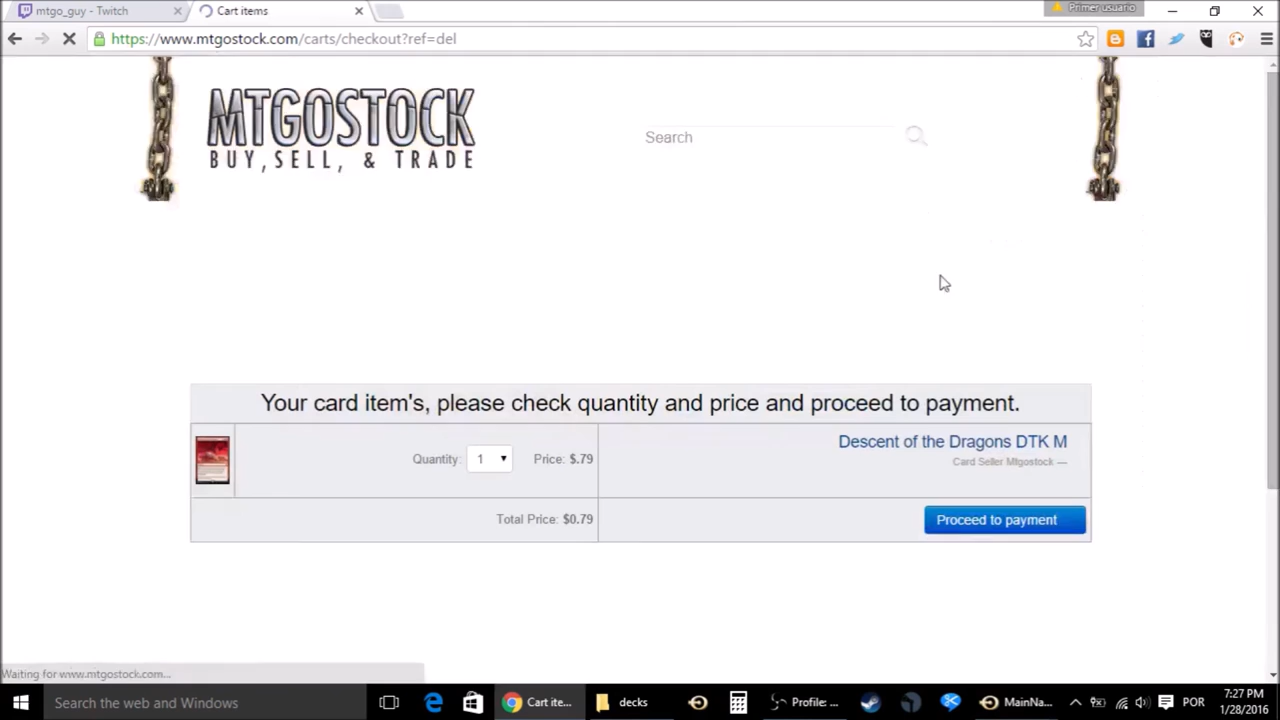 mtgo_guy - Twitch
Cart items
Primer usuario
https://www.mtgostock.com/carts/checkout?ref=del
MTGOSTOCK
BUY, SELL, & TRADE
Search
Your card item's, please check quantity and price and proceed to payment.
Quantity: 1 Price: $.79
Descent of the Dragons DTK M
Card Seller Mtgostock —
Total Price: $0.79
Proceed to payment
Waiting for www.mtgostock.com...
Search the web and Windows
Cart ite...
decks
Profile: ...
MainNa...
POR
7:27 PM
1/28/2016